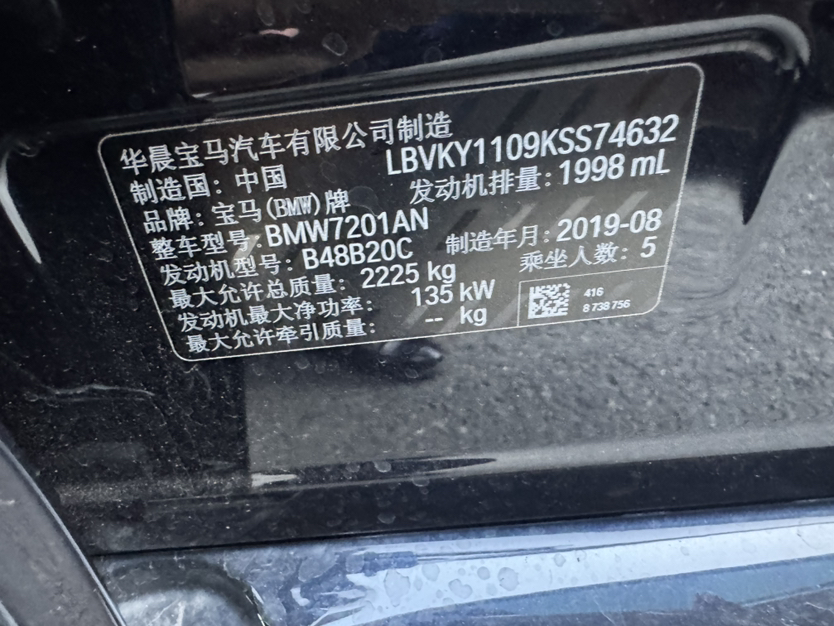 华晨宝马汽车有限公司制造
制造国：中国 LBVKY1109KSS74632
品牌：宝马(BMW)牌 发动机排量：1998 mL
整车型号：BMW7201AN
发动机型号：B48B20C 制造年月：2019-08
最大允许总质量：2225 kg 乘坐人数：5
发动机最大净功率：135 kW
最大允许牵引质量：-- kg
416
8 738 756